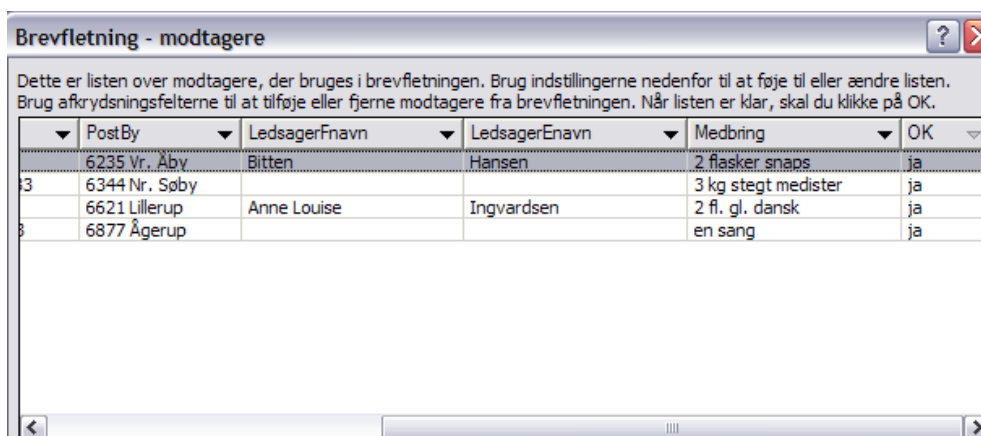 Brevfletning - modtagere
Dette er listen over modtagere, der bruges i brevfletningen. Brug indstillingerne nedenfor til at føje til eller ændre listen.
Brug afkrydsningsfelterne til at tilføje eller fjerne modtagere fra brevfletningen. Når listen er klar, skal du klikke på OK.
PostBy LedsagerFnavn LedsagerEnavn Medbring OK
6235 Vr. Åby Bitten Hansen 2 flasker snaps ja
33 6344 Nr. Søby 3 kg stegt medister ja
6621 Lillerup Anne Louise Ingvardsen 2 fl. gl. dansk ja
6877 Ågerup en sang ja